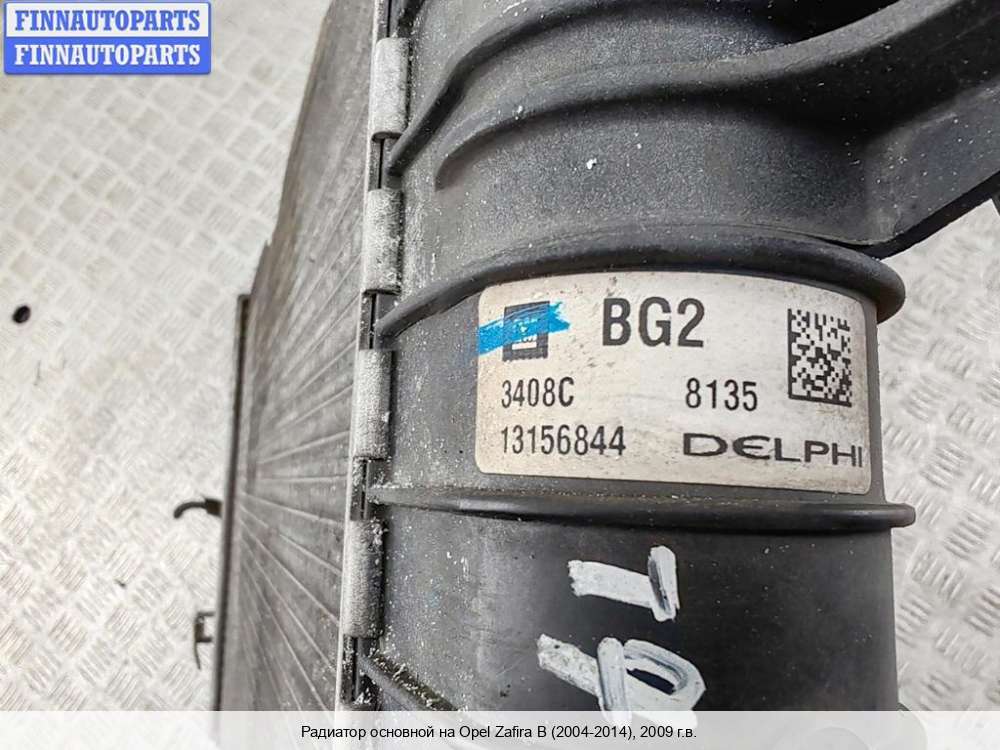 FINNAUTOPARTS
FINNAUTOPARTS
BG2
3408C 8135
13156844 DELPHI
Радиатор основной на Opel Zafira B (2004-2014), 2009 г.в.